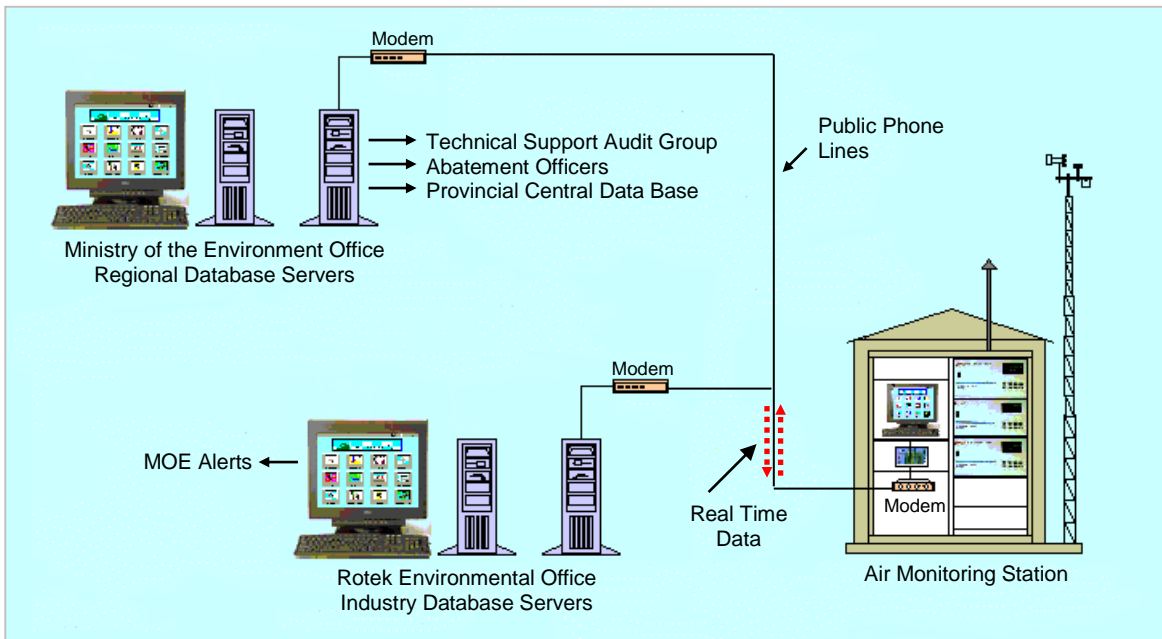 Modem
Technical Support Audit Group
Abatement Officers
Provincial Central Data Base
Ministry of the Environment Office
Regional Database Servers
Public Phone
Lines
Modem
MOE Alerts
Real Time
Data
Rotek Environmental Office
Industry Database Servers
Modem
Air Monitoring Station